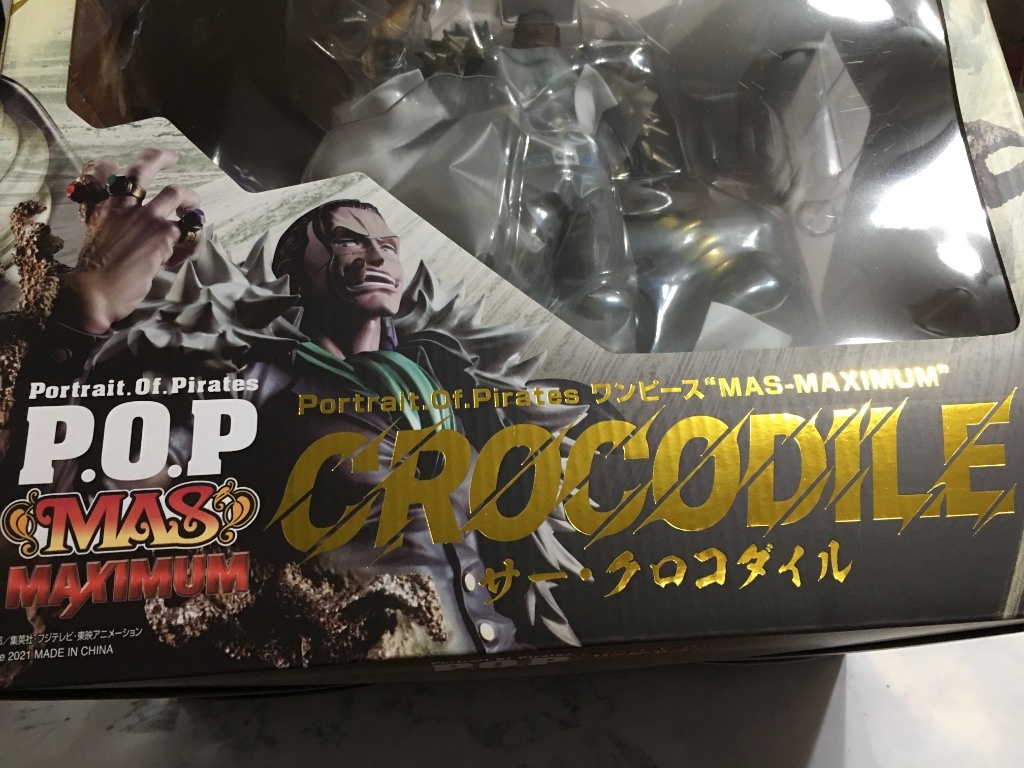 Portrait.Of.Pirates
P.O.P
MAS
MAXIMUM
Portrait.Of.Pirates ワンピース“MAS-MAXIMUM”
CROCODILE
サー・クロコダイル
／集英社・フジテレビ・東映アニメーション
2021 MADE IN CHINA